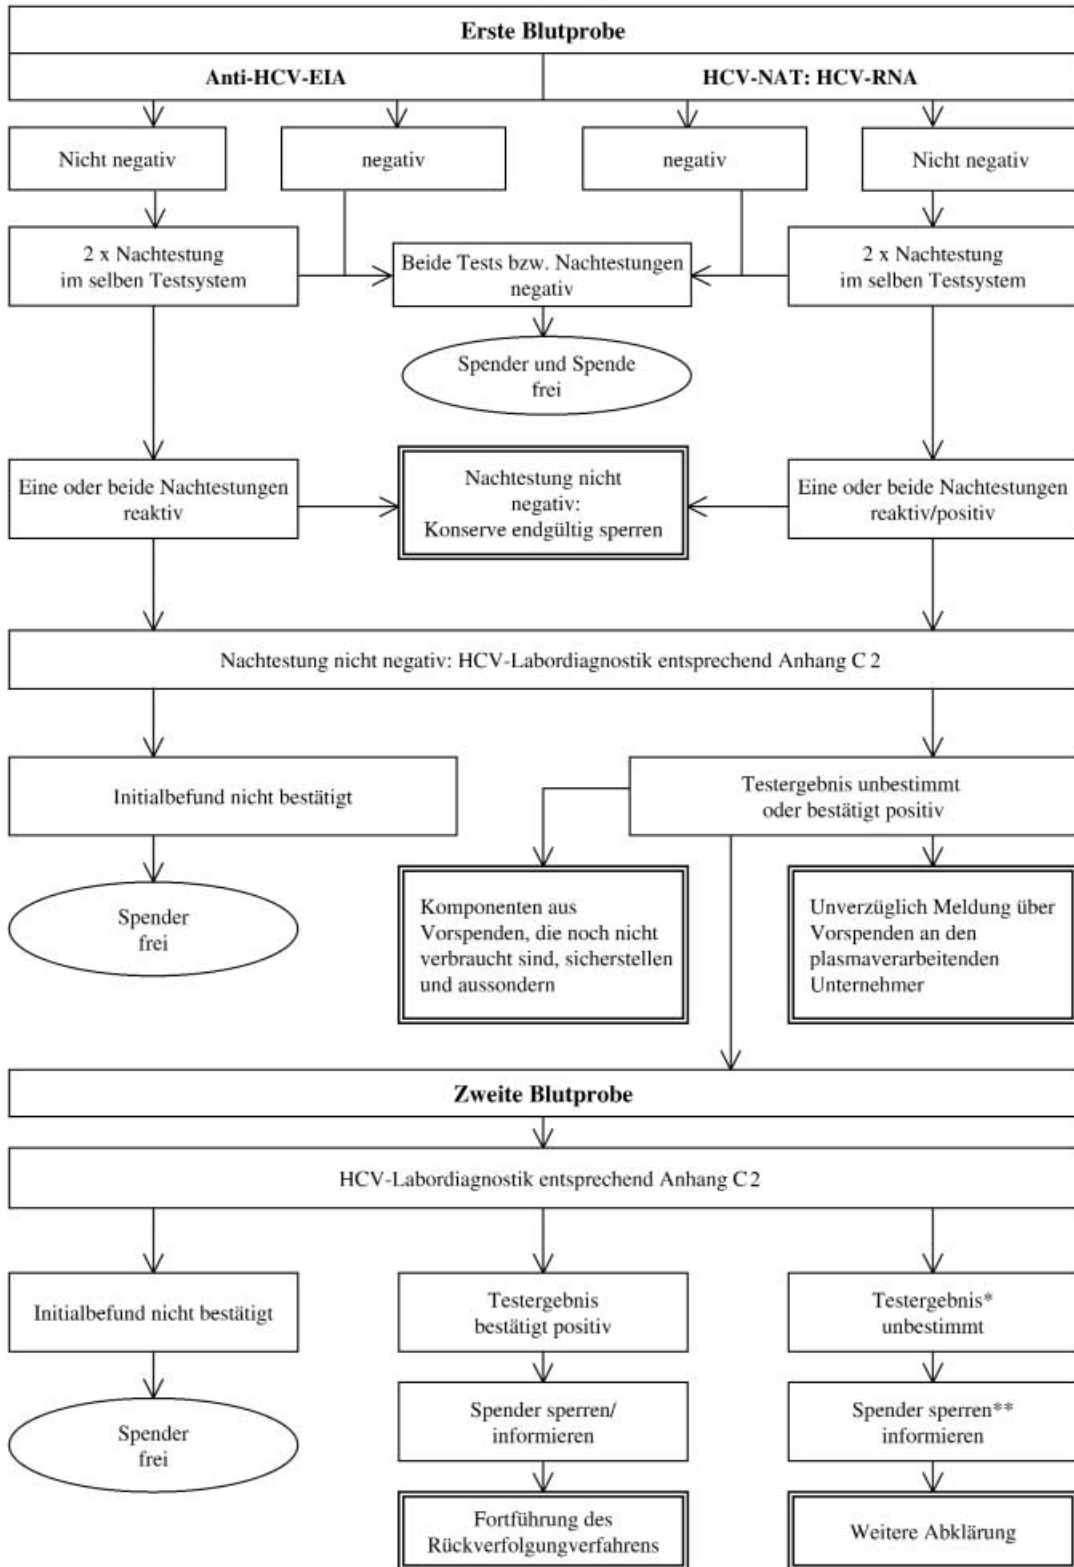 Erste Blutprobe
Anti-HCV-EIA
HCV-NAT: HCV-RNA
Nicht negativ
negativ
negativ
Nicht negativ
2 x Nachtestung
im selben Testsystem
Beide Tests bzw. Nachtestungen
negativ
2 x Nachtestung
im selben Testsystem
Spender und Spende
frei
Eine oder beide Nachtestungen
reaktiv
Nachtestung nicht
negativ:
Konserve endgültig sperren
Eine oder beide Nachtestungen
reaktiv/positiv
Nachtestung nicht negativ: HCV-Labordiagnostik entsprechend Anhang C 2
Initialbefund nicht bestätigt
Testergebnis unbestimmt
oder bestätigt positiv
Spender
frei
Komponenten aus
Vorspenden, die noch nicht
verbraucht sind, sicherstellen
und aussondern
Unverzüglich Meldung über
Vorspenden an den
plasmaverarbeitenden
Unternehmer
Zweite Blutprobe
HCV-Labordiagnostik entsprechend Anhang C 2
Initialbefund nicht bestätigt
Testergebnis
bestätigt positiv
Testergebnis*
unbestimmt
Spender
frei
Spender sperren/
informieren
Spender sperren**
informieren
Fortführung des
Rückverfolgungverfahrens
Weitere Abklärung